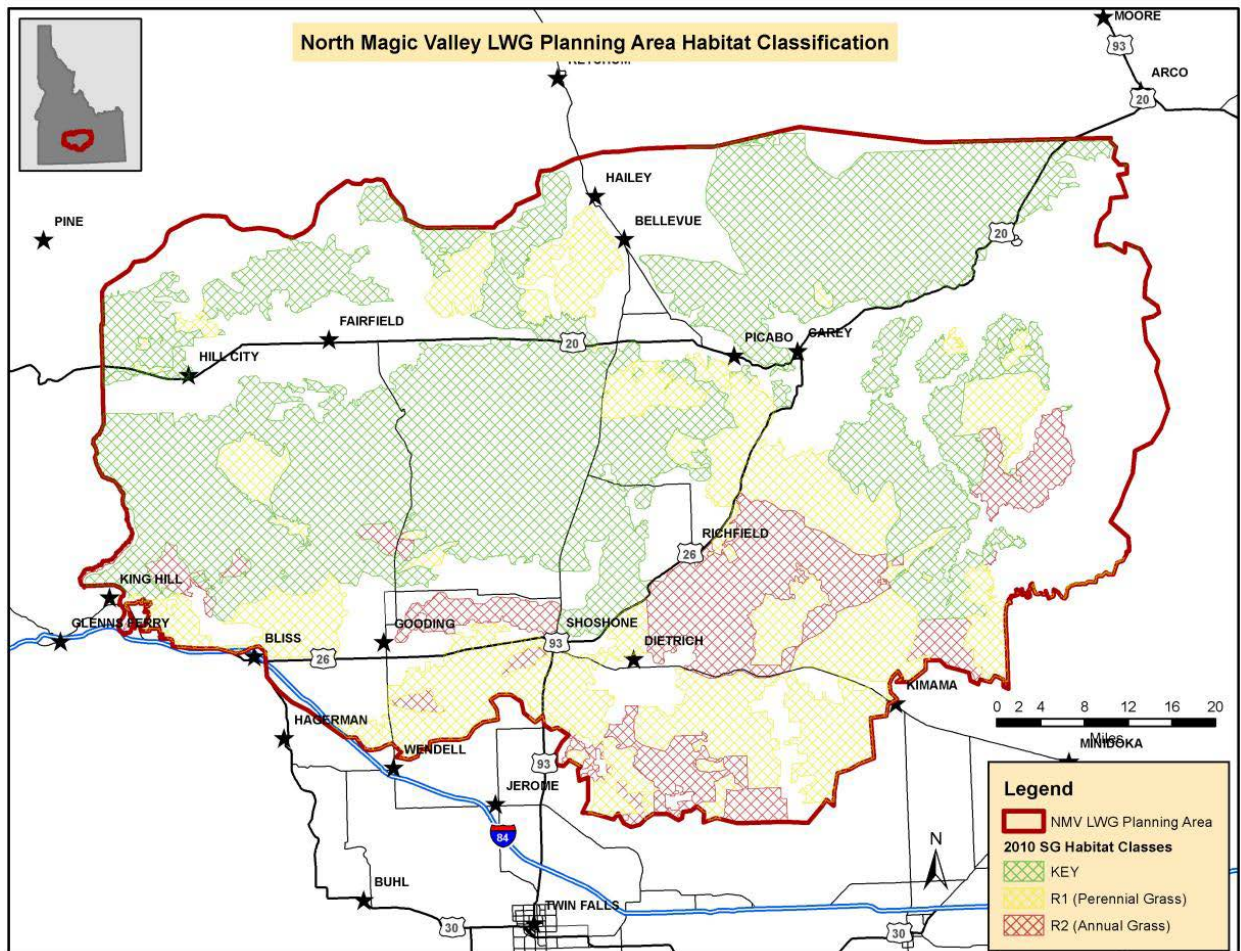 North Magic Valley LWG Planning Area Habitat Classification
MOORE
93
ARCO
20
KETCHUM
HAILEY
PINE
BELLEVUE
20
FAIRFIELD
20
PICABO
CAREY
HILL CITY
RICHFIELD
26
KING HILL
GLENNS FERRY
BLISS
26
GOODING
SHOSHONE
93
DIETRICH
KIMAMA
HAGERMAN
WENDELL
93
JEROME
84
0 2 4 8 12 16 20
Miles
MINIDOKA
BUHL
30
TWIN FALLS
30
N
Legend
NMV LWG Planning Area
2010 SG Habitat Classes
KEY
R1 (Perennial Grass)
R2 (Annual Grass)